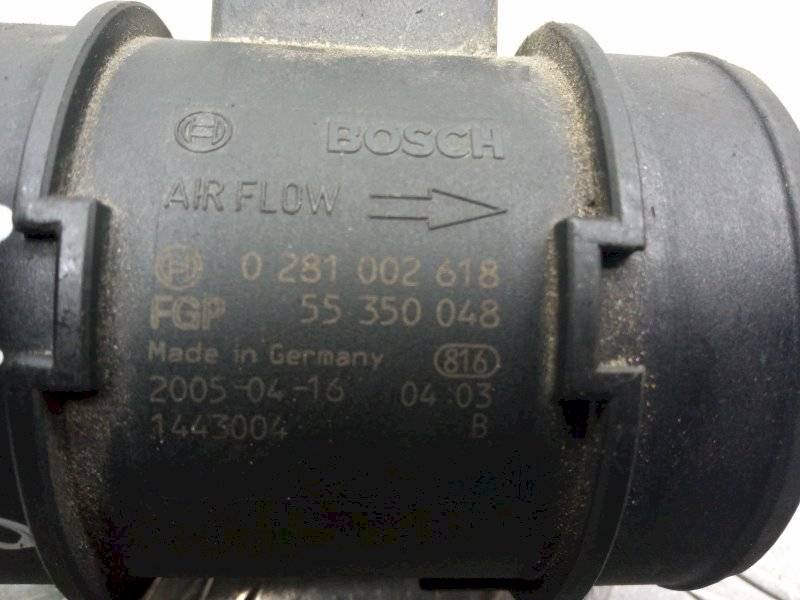 BOSCH
AIR FLOW
0 281 002 618
FGP 55 350 048
Made in Germany 816
2005-04-16 04:03
1443004 B